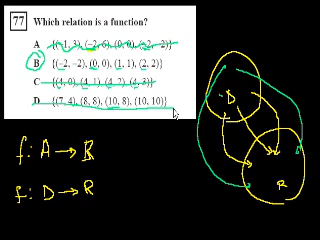 77 Which relation is a function?
A {(-1, 3), (-2, 6), (0, 0), (-2, -2)}
B {(-2, -2), (0, 0), (1, 1), (2, 2)}
C {(4, 0), (4, 1), (4, 2), (4, 3)}
D {(7, 4), (8, 8), (10, 8), (10, 10)}
D
f: A → B
f: D → R
R